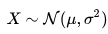 X ∼ 𝒩(μ, σ²)